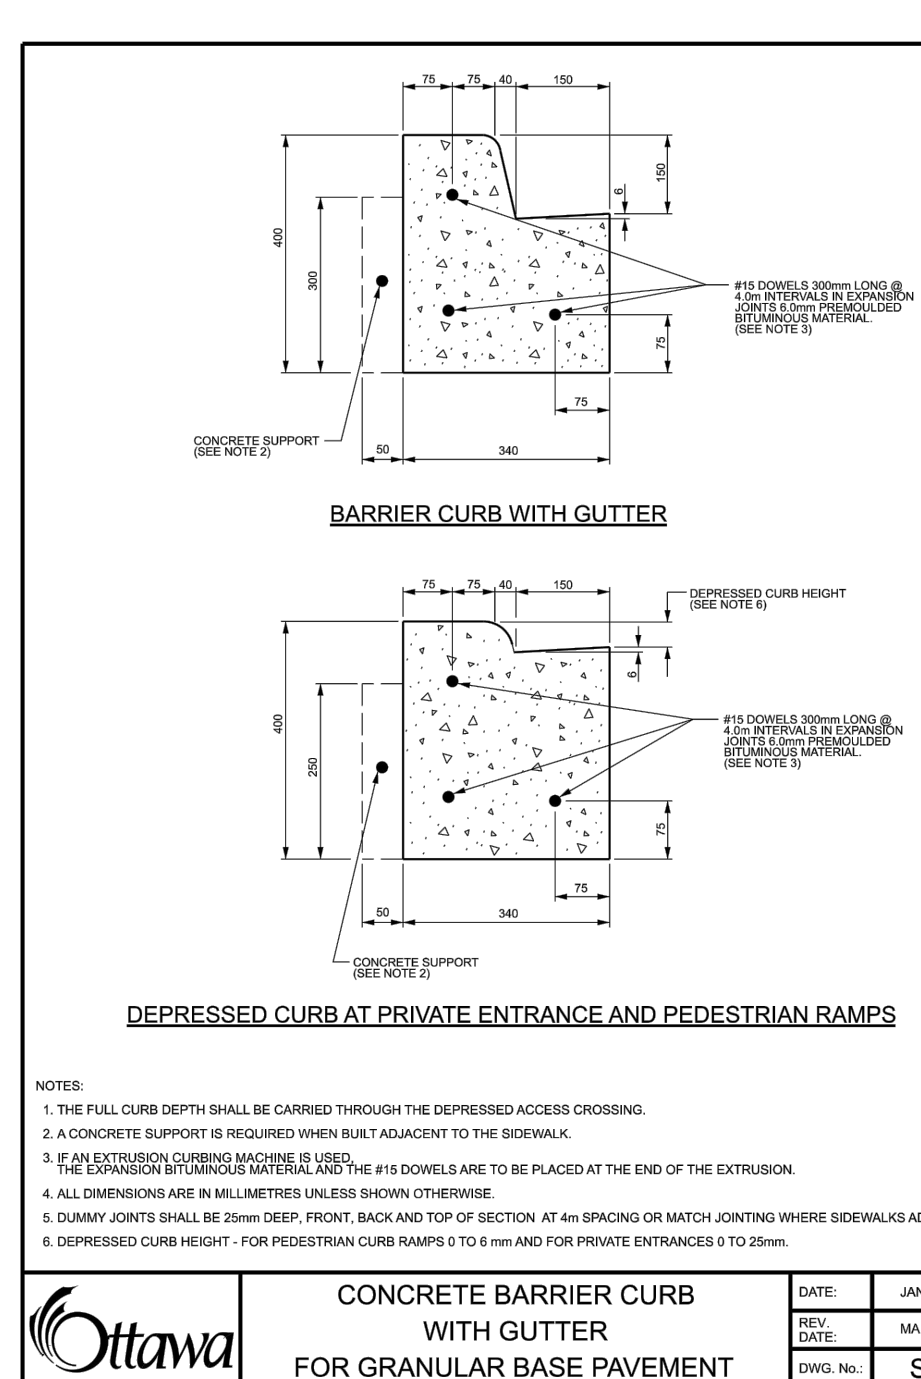 75 75 40 150
150
6
400
300
#15 DOWELS 300mm LONG @
4.0m INTERVALS IN EXPANSION
JOINTS 6.0mm PREMOULDED
BITUMINOUS MATERIAL.
(SEE NOTE 3)
75
75
CONCRETE SUPPORT
(SEE NOTE 2)
50 340
BARRIER CURB WITH GUTTER
75 75 40 150
DEPRESSED CURB HEIGHT
(SEE NOTE 6)
6
400
250
#15 DOWELS 300mm LONG @
4.0m INTERVALS IN EXPANSION
JOINTS 6.0mm PREMOULDED
BITUMINOUS MATERIAL.
(SEE NOTE 3)
75
75
50 340
CONCRETE SUPPORT
(SEE NOTE 2)
DEPRESSED CURB AT PRIVATE ENTRANCE AND PEDESTRIAN RAMPS
NOTES:
1. THE FULL CURB DEPTH SHALL BE CARRIED THROUGH THE DEPRESSED ACCESS CROSSING.
2. A CONCRETE SUPPORT IS REQUIRED WHEN BUILT ADJACENT TO THE SIDEWALK.
3. IF AN EXTRUSION CURBING MACHINE IS USED,
THE EXPANSION BITUMINOUS MATERIAL AND THE #15 DOWELS ARE TO BE PLACED AT THE END OF THE EXTRUSION.
4. ALL DIMENSIONS ARE IN MILLIMETRES UNLESS SHOWN OTHERWISE.
5. DUMMY JOINTS SHALL BE 25mm DEEP, FRONT, BACK AND TOP OF SECTION AT 4m SPACING OR MATCH JOINTING WHERE SIDEWALKS
6. DEPRESSED CURB HEIGHT - FOR PEDESTRIAN CURB RAMPS 0 TO 6 mm AND FOR PRIVATE ENTRANCES 0 TO 25mm.
Ottawa
CONCRETE BARRIER CURB
WITH GUTTER
FOR GRANULAR BASE PAVEMENT
DATE: JAN
REV.
DATE: MA
DWG. No.: